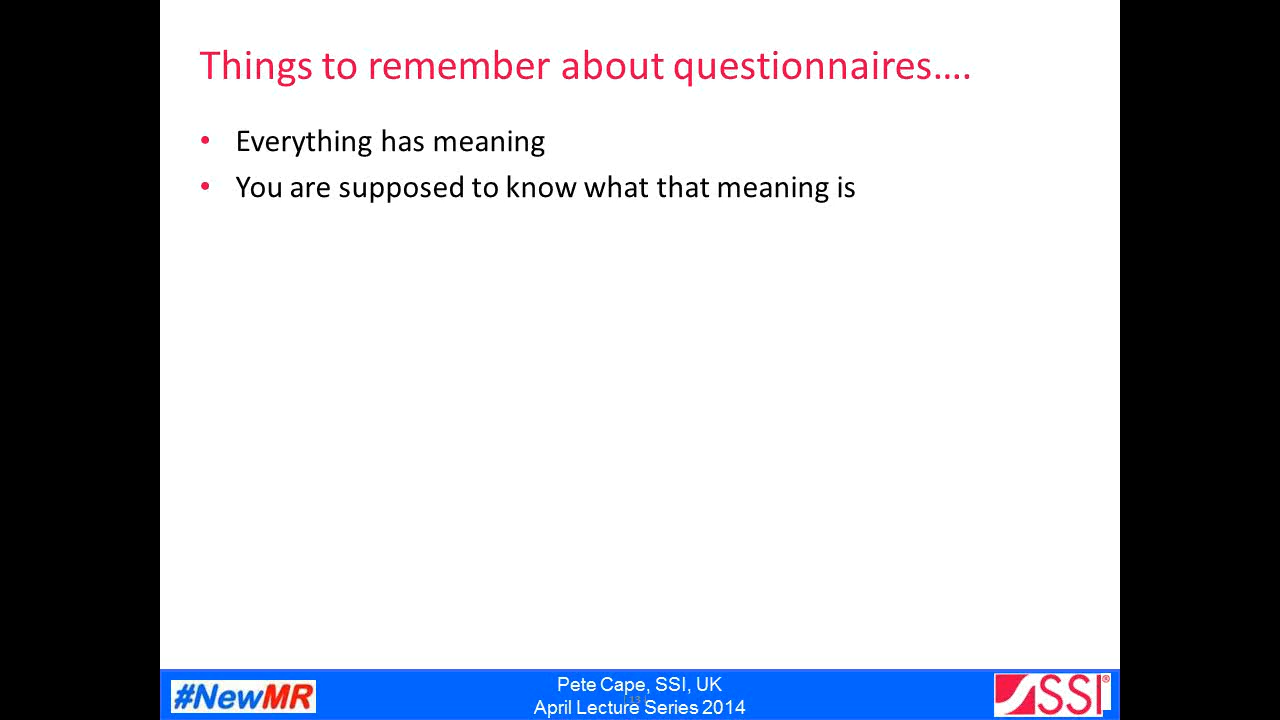 Things to remember about questionnaires….
• Everything has meaning
• You are supposed to know what that meaning is
#NewMR
Pete Cape, SSI, UK
April Lecture Series 2014
SSI®